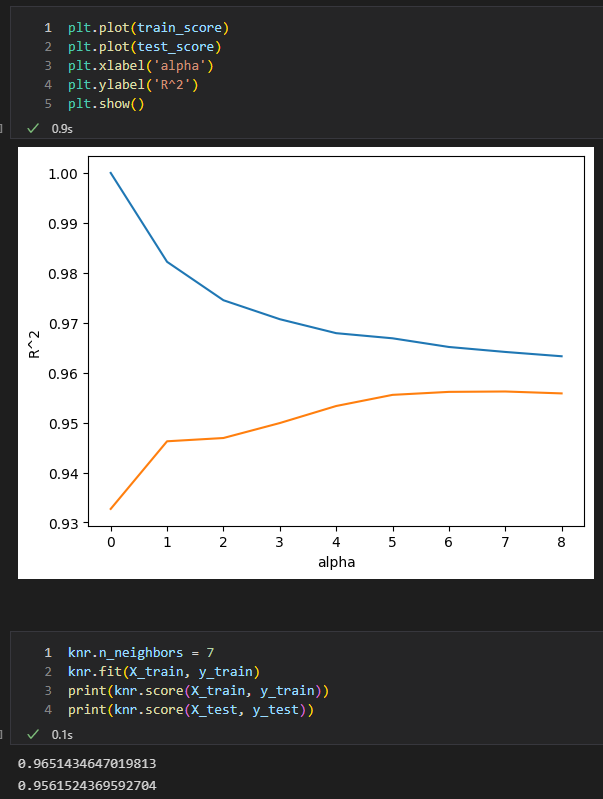 1 plt.plot(train_score)
2 plt.plot(test_score)
3 plt.xlabel('alpha')
4 plt.ylabel('R^2')
5 plt.show()
] ✓ 0.9s
1.00
0.99
0.98
0.97
0.96
0.95
0.94
0.93
R^2
0 1 2 3 4 5 6 7 8
alpha
1 knr.n_neighbors = 7
2 knr.fit(X_train, y_train)
3 print(knr.score(X_train, y_train))
4 print(knr.score(X_test, y_test))
] ✓ 0.1s
0.9651434647019813
0.9561524369592704